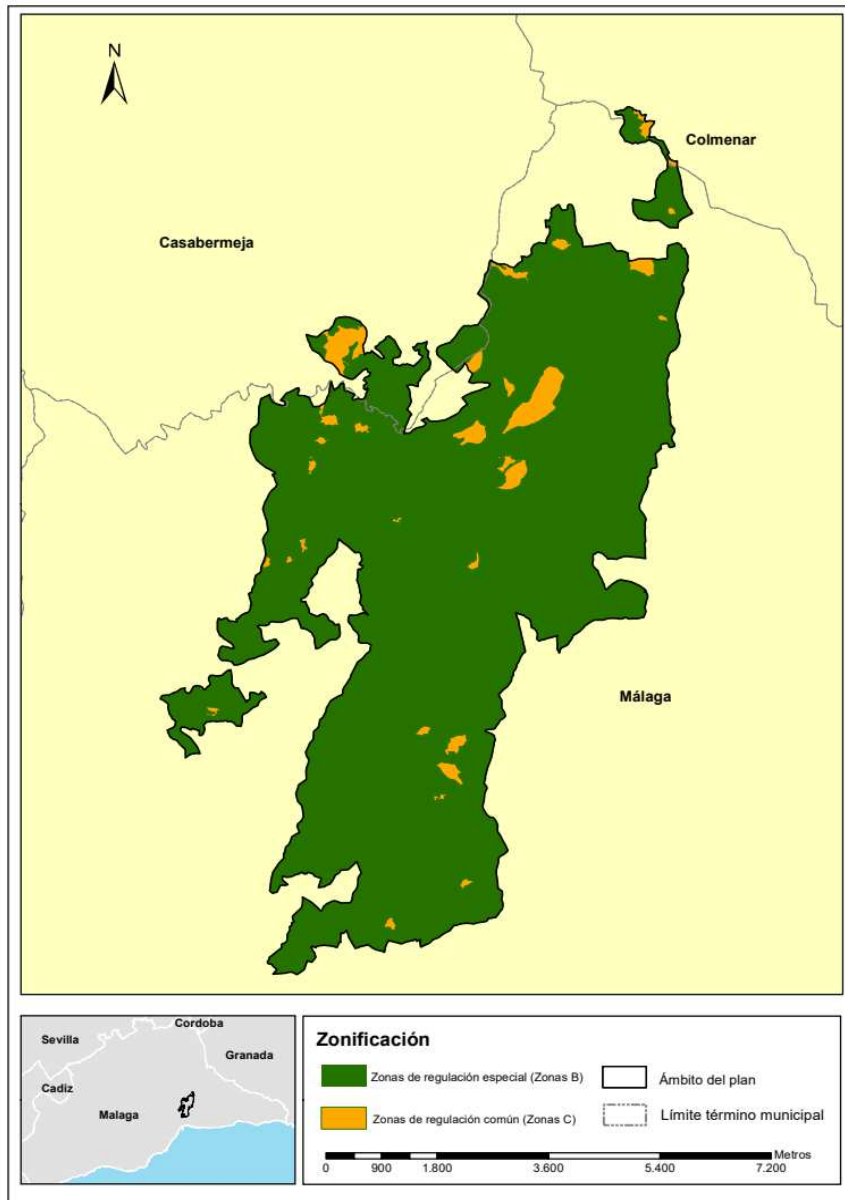 N
Colmenar
Casabermeja
Málaga
Cordoba
Sevilla
Granada
Cadiz
Malaga
Zonificación
Zonas de regulación especial (Zonas B)
Ámbito del plan
Zonas de regulación común (Zonas C)
Límite término municipal
Metros
0 900 1.800 3.600 5.400 7.200